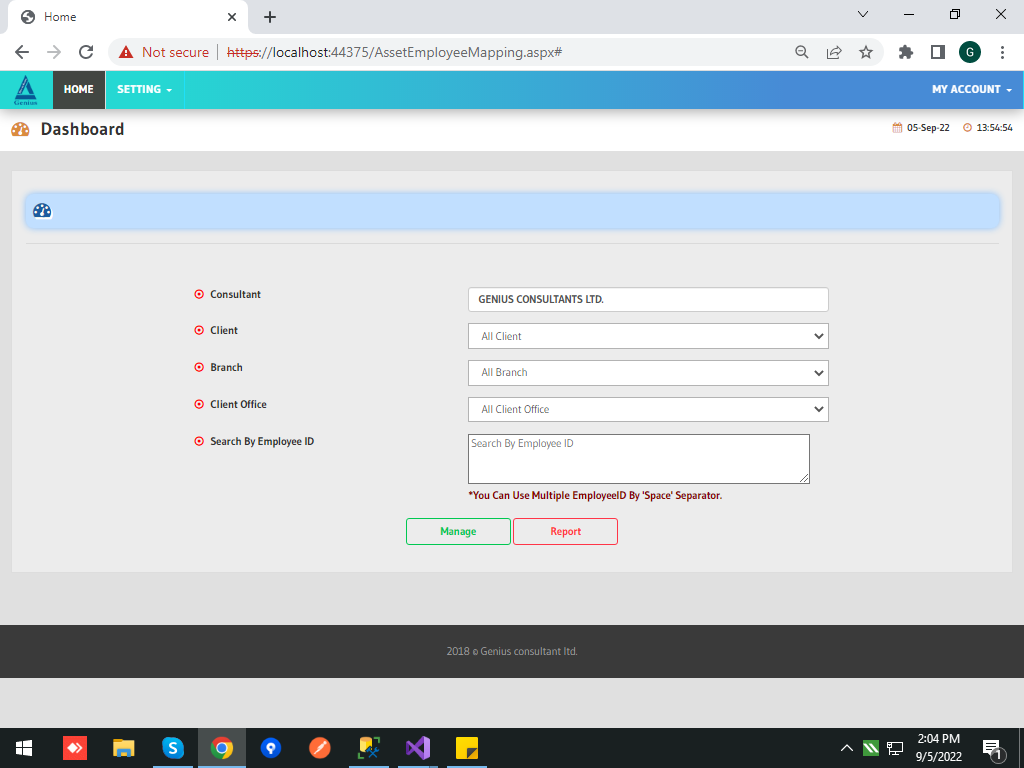 Home
Not secure
https://localhost:44375/AssetEmployeeMapping.aspx#
G
Genius
HOME
SETTING
MY ACCOUNT
Dashboard
05-Sep-22
13:54:54
Consultant
GENIUS CONSULTANTS LTD.
Client
All Client
Branch
All Branch
Client Office
All Client Office
Search By Employee ID
Search By Employee ID
*You Can Use Multiple EmployeeID By 'Space' Separator.
Manage
Report
2018 © Genius consultant ltd.
S
2:04 PM
9/5/2022
1